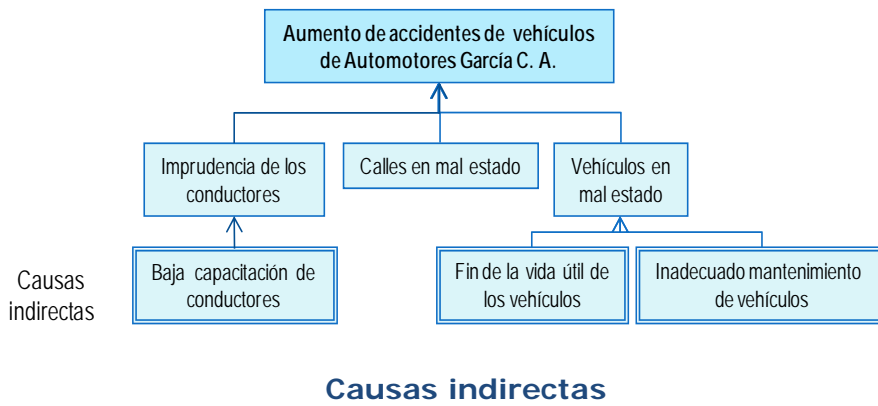 Aumento de accidentes de vehículos
de Automotores García C. A.
Imprudencia de los
conductores
Calles en mal estado
Vehículos en
mal estado
Causas
indirectas
Baja capacitación de
conductores
Fin de la vida útil de
los vehículos
Inadecuado mantenimiento
de vehículos
Causas indirectas